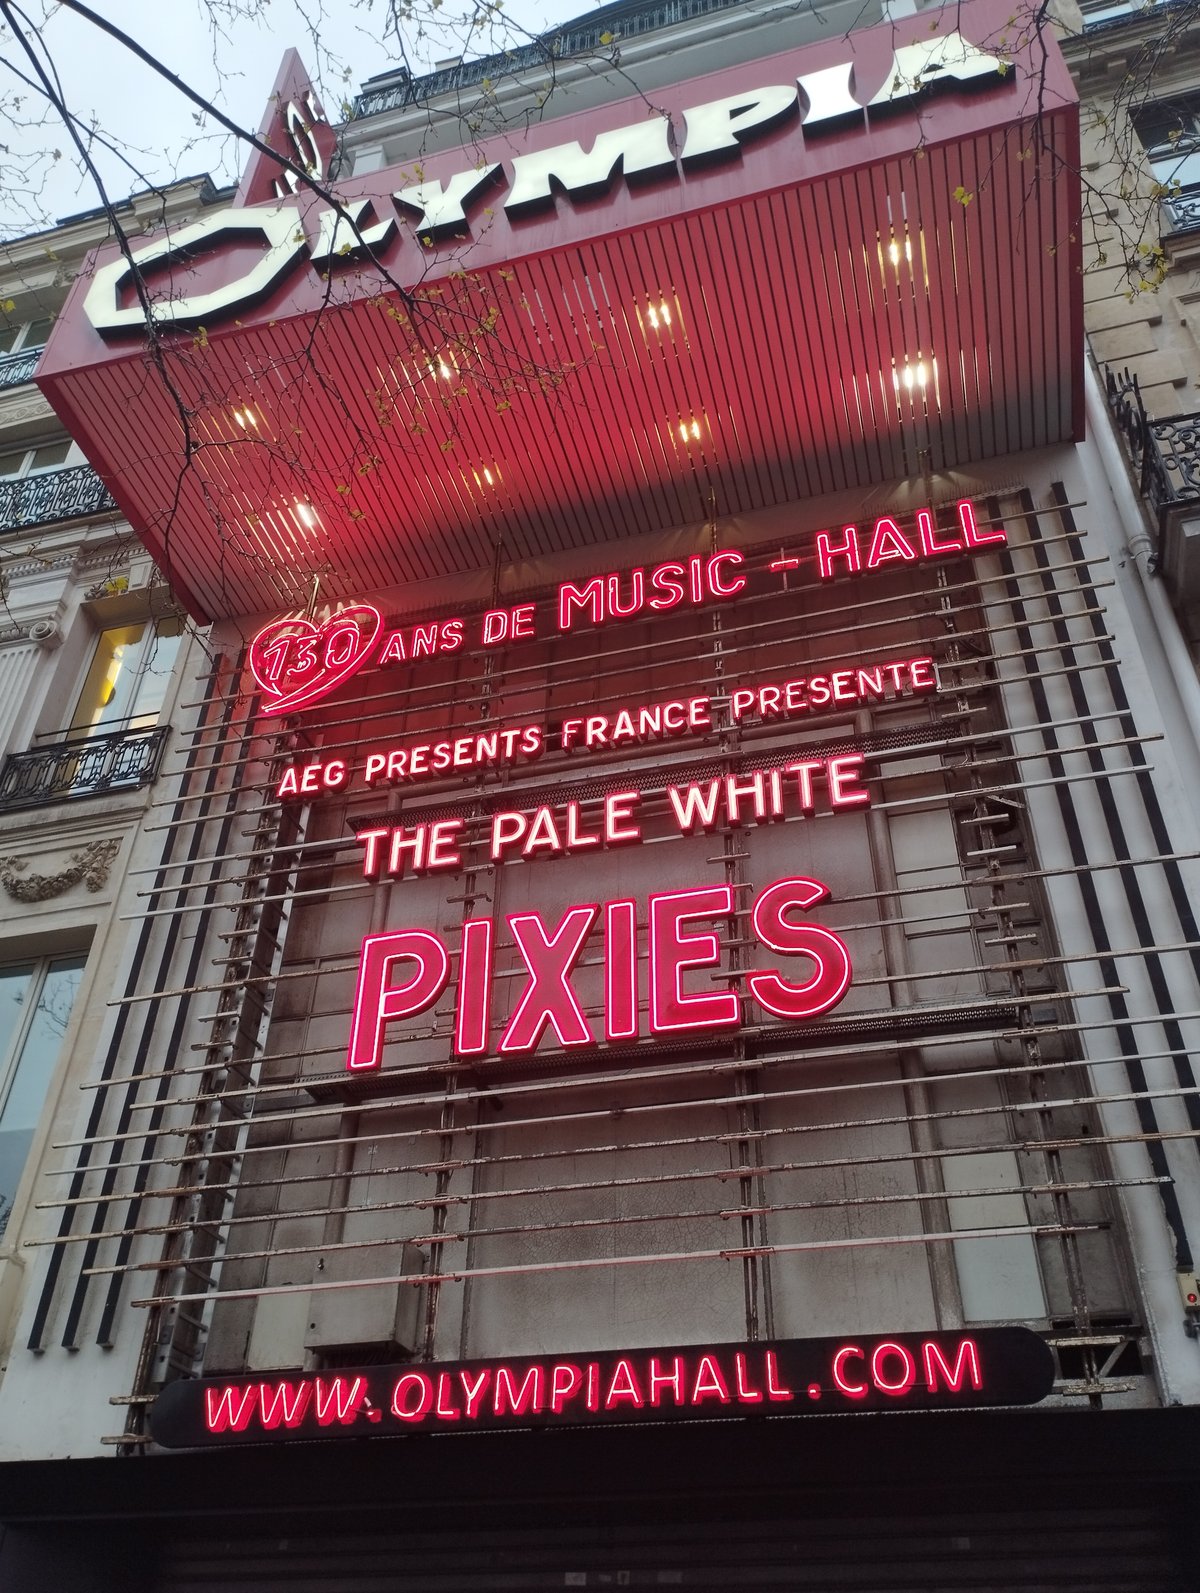 OLYMPIA
130 ANS DE MUSIC-HALL
AEG PRESENTS FRANCE PRESENTE
THE PALE WHITE
PIXIES
WWW.OLYMPIAHALL.COM